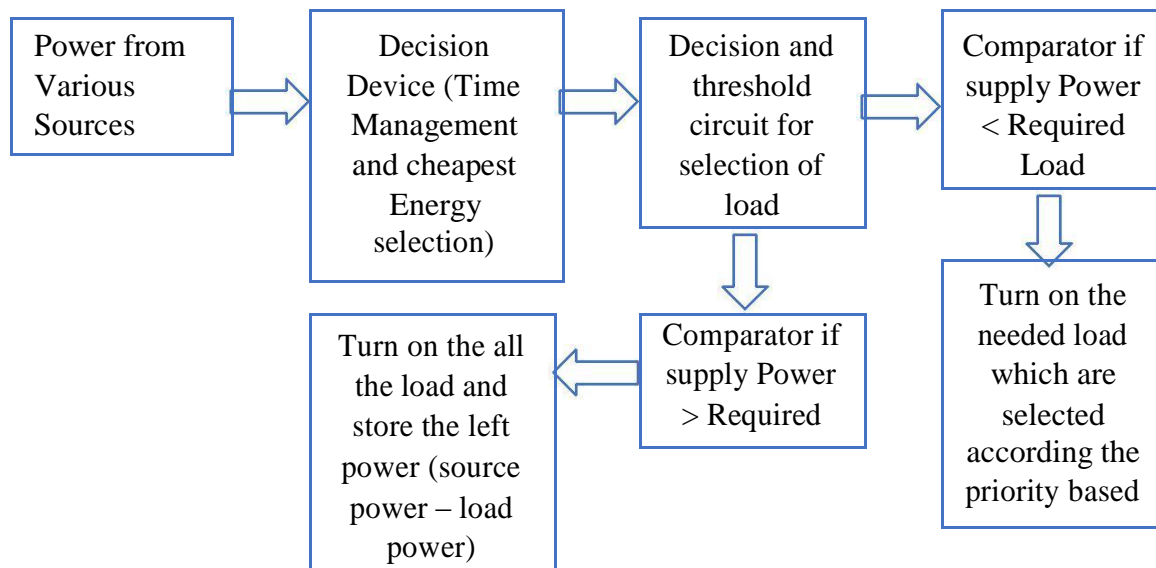 Power from
Various
Sources
Decision
Device (Time
Management
and cheapest
Energy
selection)
Decision and
threshold
circuit for
selection of
load
Comparator if
supply Power
< Required
Load
Turn on the all
the load and
store the left
power (source
power – load
power)
Comparator if
supply Power
> Required
Turn on the
needed load
which are
selected
according the
priority based